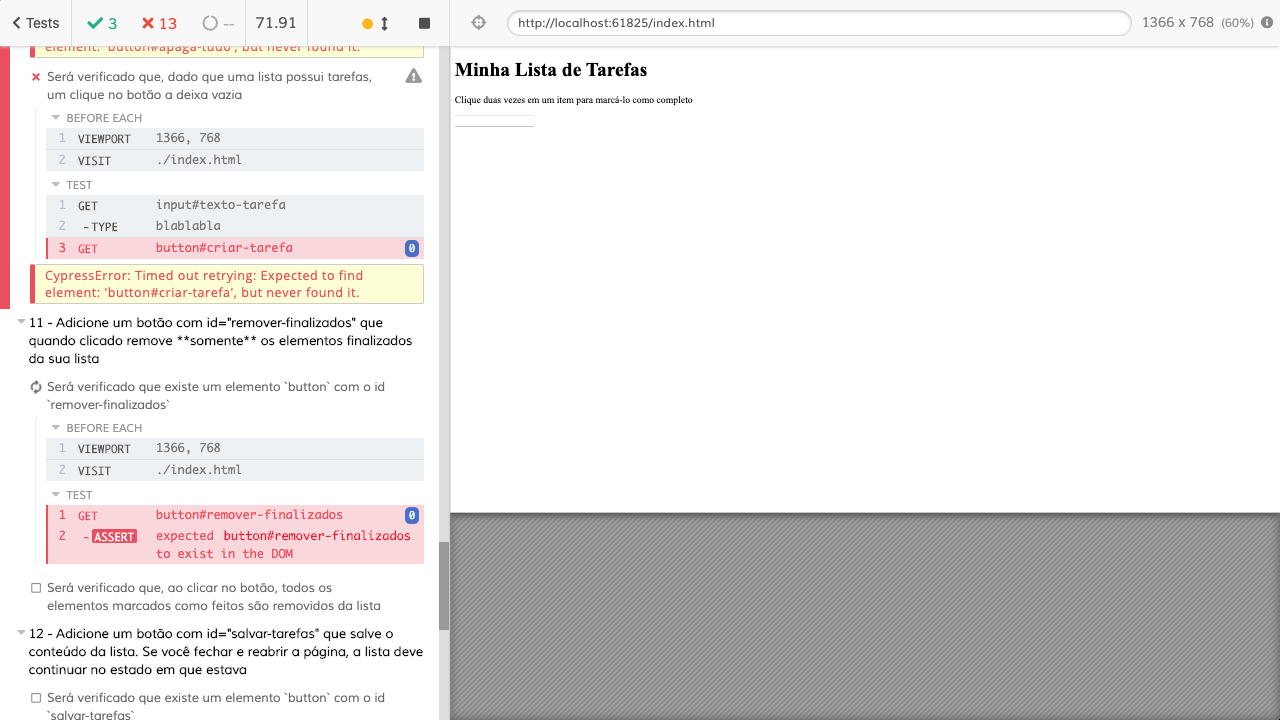 Tests
3
13
--
71.91
http://localhost:61825/index.html
1366 x 768 (60%)
element: 'button#apaga-tudo', but never found it.
Será verificado que, dado que uma lista possui tarefas,
um clique no botão a deixa vazia
BEFORE EACH
1 VIEWPORT 1366, 768
2 VISIT ./index.html
TEST
1 GET input#texto-tarefa
2 -TYPE blablabla
3 GET button#criar-tarefa 0
CypressError: Timed out retrying: Expected to find
element: 'button#criar-tarefa', but never found it.
11 - Adicione um botão com id="remover-finalizados" que
quando clicado remove **somente** os elementos finalizados
da sua lista
Será verificado que existe um elemento `button` com o id
`remover-finalizados`
BEFORE EACH
1 VIEWPORT 1366, 768
2 VISIT ./index.html
TEST
1 GET button#remover-finalizados 0
2 -ASSERT expected button#remover-finalizados
to exist in the DOM
Será verificado que, ao clicar no botão, todos os
elementos marcados como feitos são removidos da lista
12 - Adicione um botão com id="salvar-tarefas" que salve o
conteúdo da lista. Se você fechar e reabrir a página, a lista deve
continuar no estado em que estava
Será verificado que existe um elemento `button` com o id
`salvar-tarefas`
Minha Lista de Tarefas
Clique duas vezes em um item para marcá-lo como completo